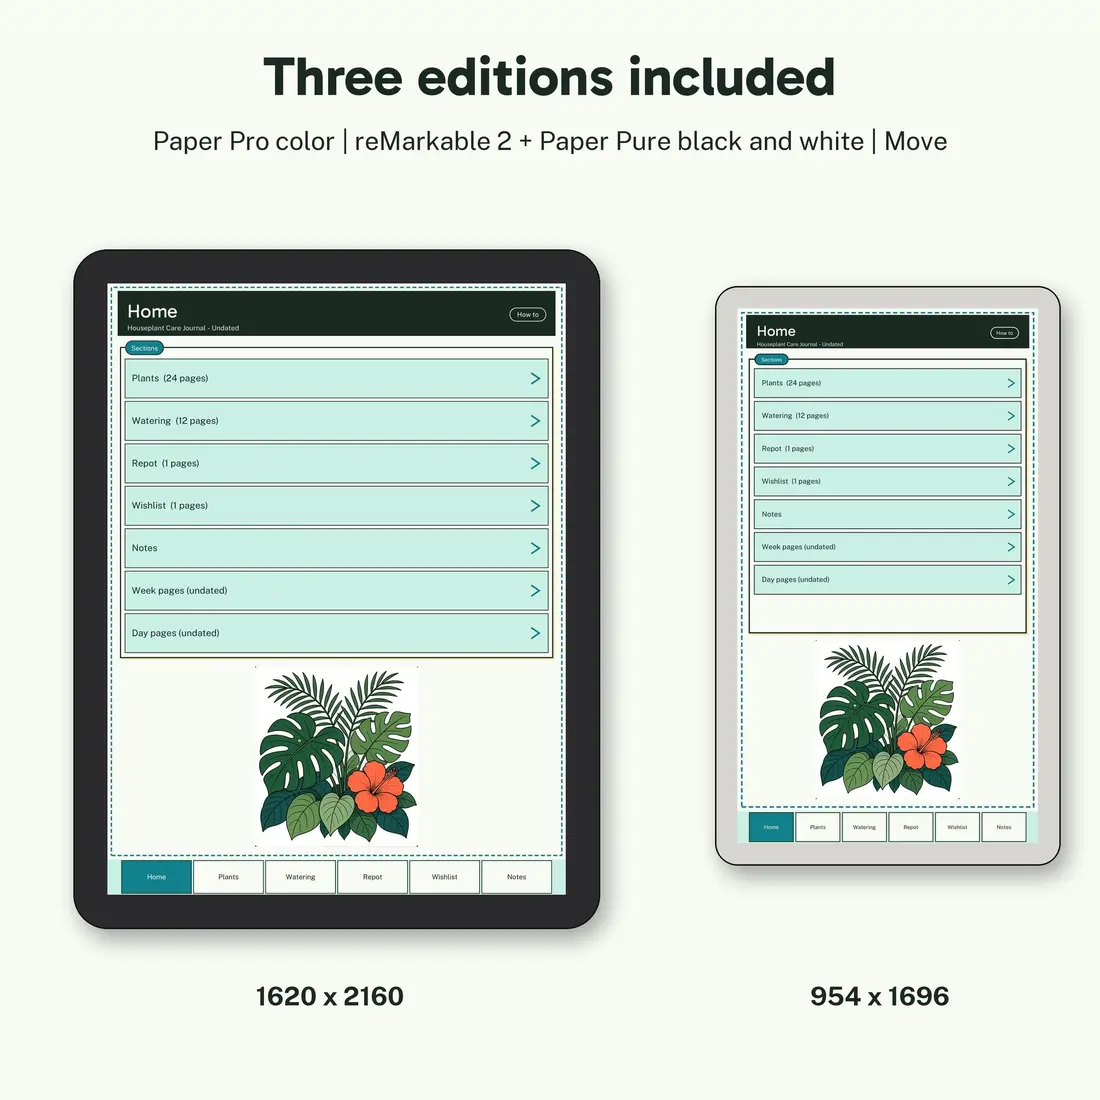 Three editions included
Paper Pro color | reMarkable 2 + Paper Pure black and white | Move
Home
Houseplant Care Journal - Undated
How to
Sections
Plants (24 pages)
Watering (12 pages)
Repot (1 pages)
Wishlist (1 pages)
Notes
Week pages (undated)
Day pages (undated)
Home
Plants
Watering
Repot
Wishlist
Notes
1620 x 2160
Home
Houseplant Care Journal - Undated
How to
Sections
Plants (24 pages)
Watering (12 pages)
Repot (1 pages)
Wishlist (1 pages)
Notes
Week pages (undated)
Day pages (undated)
Home
Plants
Watering
Repot
Wishlist
Notes
954 x 1696